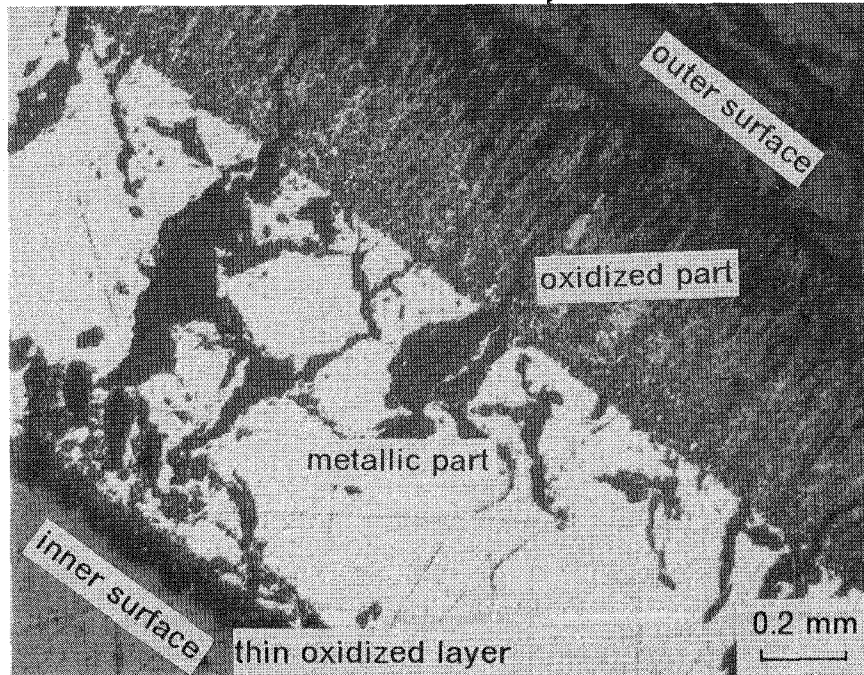 outer surface
oxidized part
metallic part
inner surface
thin oxidized layer
0.2 mm